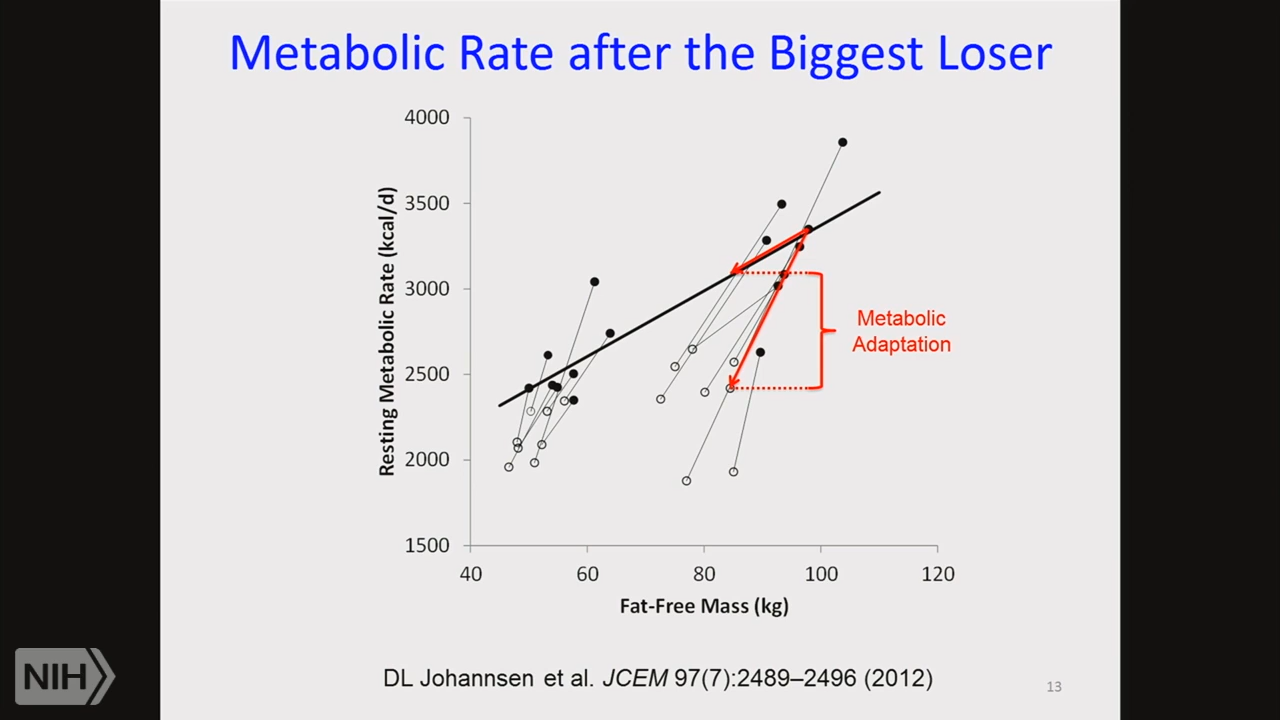 Metabolic Rate after the Biggest Loser
4000
3500
3000
2500
2000
1500
Resting Metabolic Rate (kcal/d)
Metabolic
Adaptation
40 60 80 100 120
Fat-Free Mass (kg)
DL Johannsen et al. JCEM 97(7):2489–2496 (2012)
13
NIH